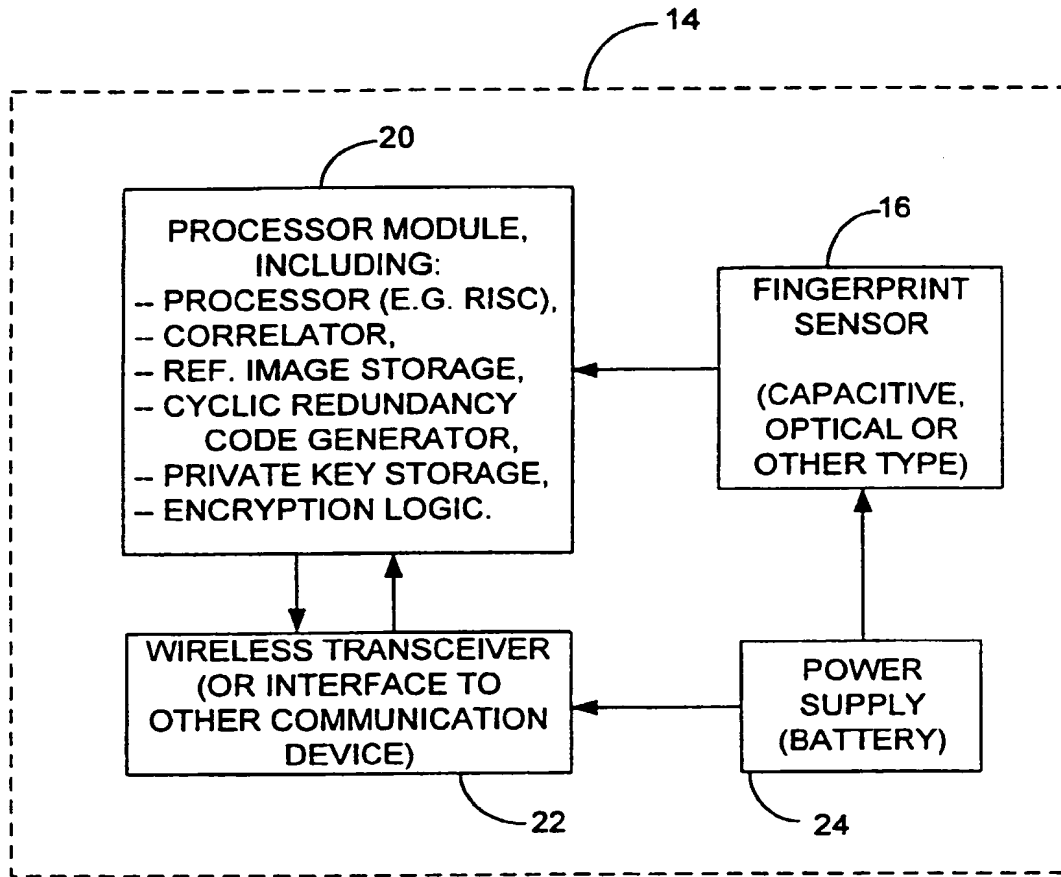 14
20
PROCESSOR MODULE,
INCLUDING:
– PROCESSOR (E.G. RISC),
– CORRELATOR,
– REF. IMAGE STORAGE,
– CYCLIC REDUNDANCY
CODE GENERATOR,
– PRIVATE KEY STORAGE,
– ENCRYPTION LOGIC.
16
FINGERPRINT
SENSOR
(CAPACITIVE,
OPTICAL OR
OTHER TYPE)
WIRELESS TRANSCEIVER
(OR INTERFACE TO
OTHER COMMUNICATION
DEVICE)
22
POWER
SUPPLY
(BATTERY)
24